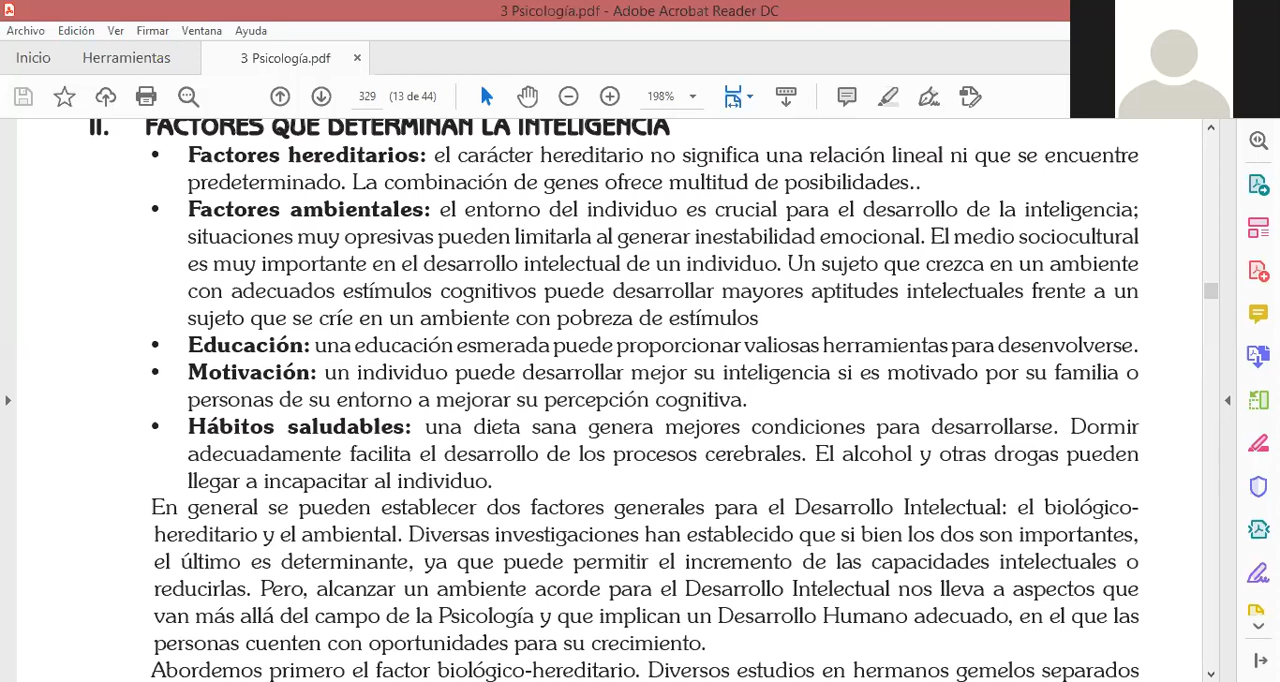 3 Psicología.pdf - Adobe Acrobat Reader DC
Archivo Edición Ver Firmar Ventana Ayuda
Inicio Herramientas 3 Psicología.pdf ×
329 (13 de 44) 198%
II. FACTORES QUE DETERMINAN LA INTELIGENCIA
• Factores hereditarios: el carácter hereditario no significa una relación lineal ni que se encuentre
predeterminado. La combinación de genes ofrece multitud de posibilidades..
• Factores ambientales: el entorno del individuo es crucial para el desarrollo de la inteligencia;
situaciones muy opresivas pueden limitarla al generar inestabilidad emocional. El medio sociocultural
es muy importante en el desarrollo intelectual de un individuo. Un sujeto que crezca en un ambiente
con adecuados estímulos cognitivos puede desarrollar mayores aptitudes intelectuales frente a un
sujeto que se críe en un ambiente con pobreza de estímulos
• Educación: una educación esmerada puede proporcionar valiosas herramientas para desenvolverse.
• Motivación: un individuo puede desarrollar mejor su inteligencia si es motivado por su familia o
personas de su entorno a mejorar su percepción cognitiva.
• Hábitos saludables: una dieta sana genera mejores condiciones para desarrollarse. Dormir
adecuadamente facilita el desarrollo de los procesos cerebrales. El alcohol y otras drogas pueden
llegar a incapacitar al individuo.
En general se pueden establecer dos factores generales para el Desarrollo Intelectual: el biológico-
hereditario y el ambiental. Diversas investigaciones han establecido que si bien los dos son importantes,
el último es determinante, ya que puede permitir el incremento de las capacidades intelectuales o
reducirlas. Pero, alcanzar un ambiente acorde para el Desarrollo Intelectual nos lleva a aspectos que
van más allá del campo de la Psicología y que implican un Desarrollo Humano adecuado, en el que las
personas cuenten con oportunidades para su crecimiento.
Abordemos primero el factor biológico-hereditario. Diversos estudios en hermanos gemelos separados